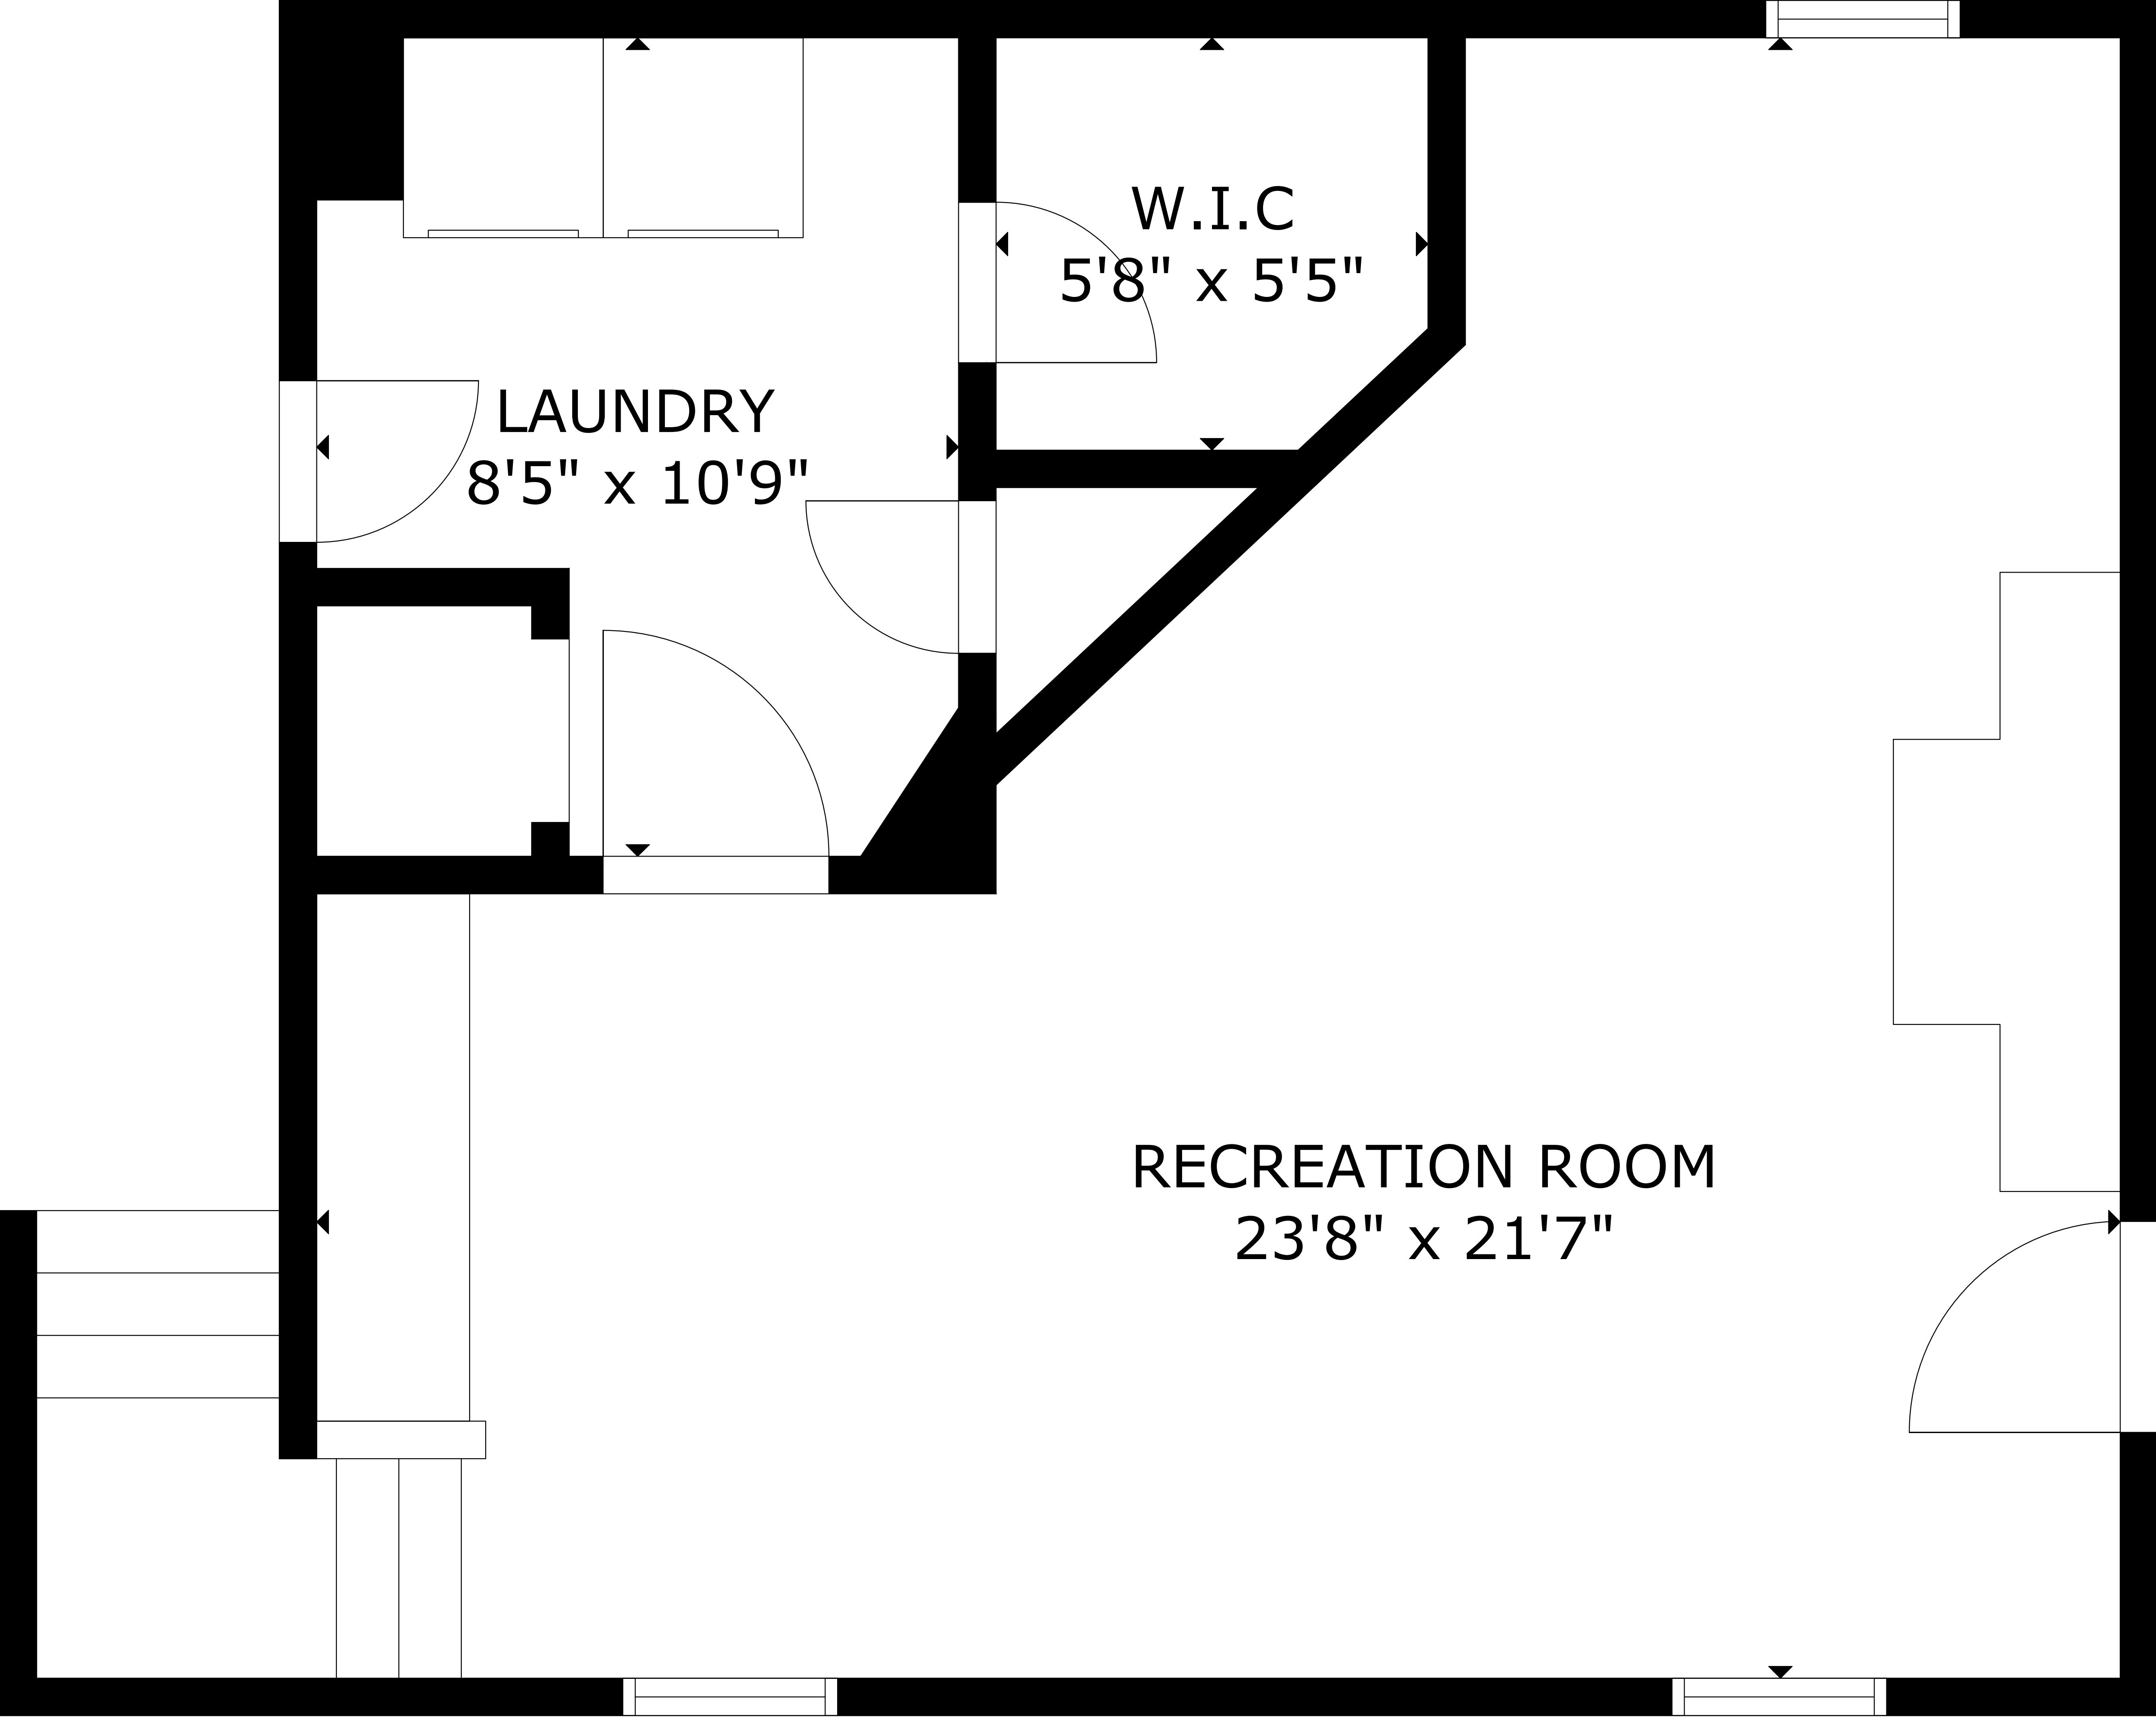 W.I.C
5'8" x 5'5"
LAUNDRY
8'5" x 10'9"
RECREATION ROOM
23'8" x 21'7"